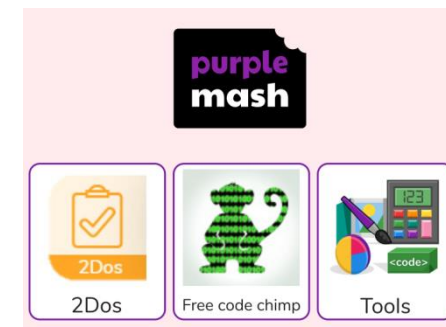 purple
mash
2Dos
123
<code>
2Dos
Free code chimp
Tools